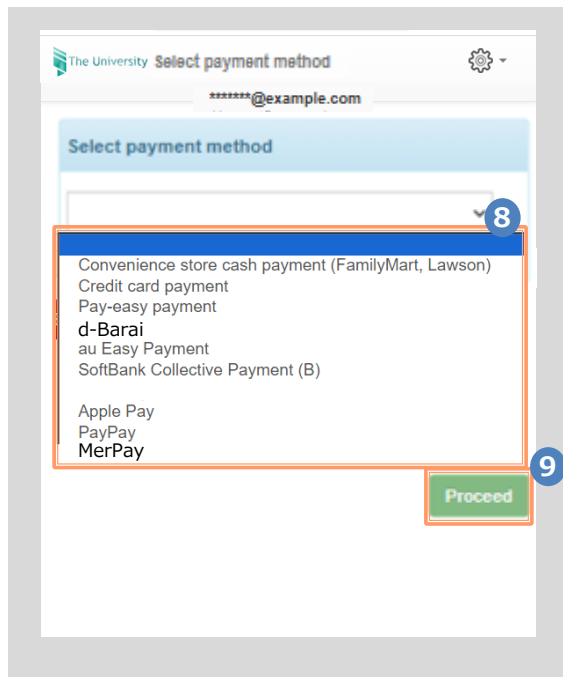 The University Select payment method
*******@example.com
Select payment method
8
Convenience store cash payment (FamilyMart, Lawson)
Credit card payment
Pay-easy payment
d-Barai
au Easy Payment
SoftBank Collective Payment (B)
Apple Pay
PayPay
MerPay
9
Proceed